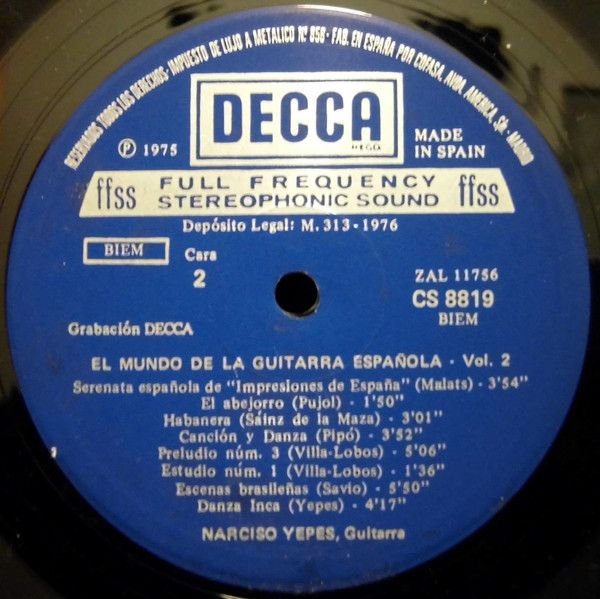 RESERVADOS TODOS LOS DERECHOS · IMPUESTO DE LUJO A METALICO Nº 856 · FAB. EN ESPAÑA POR COFASA, AVDA. AMERICA, S/n - MADRID
DECCA
REGD
Ⓟ 1975
MADE
IN SPAIN
ffss FULL FREQUENCY
STEREOPHONIC SOUND ffss
Depósito Legal: M. 313-1976
BIEM
Cara
2
ZAL 11756
CS 8819
BIEM
Grabación DECCA
EL MUNDO DE LA GUITARRA ESPAÑOLA · Vol. 2
Serenata española de "Impresiones de España" (Malats) - 3'54"
El abejorro (Pujol) - 1'50"
Habanera (Sáinz de la Maza) - 3'01"
Canción y Danza (Pipó) - 3'52"
Preludio núm. 3 (Villa-Lobos) - 5'06"
Estudio núm. 1 (Villa-Lobos) - 1'36"
Escenas brasileñas (Savio) - 5'50"
Danza Inca (Yepes) - 4'17"
NARCISO YEPES, Guitarra